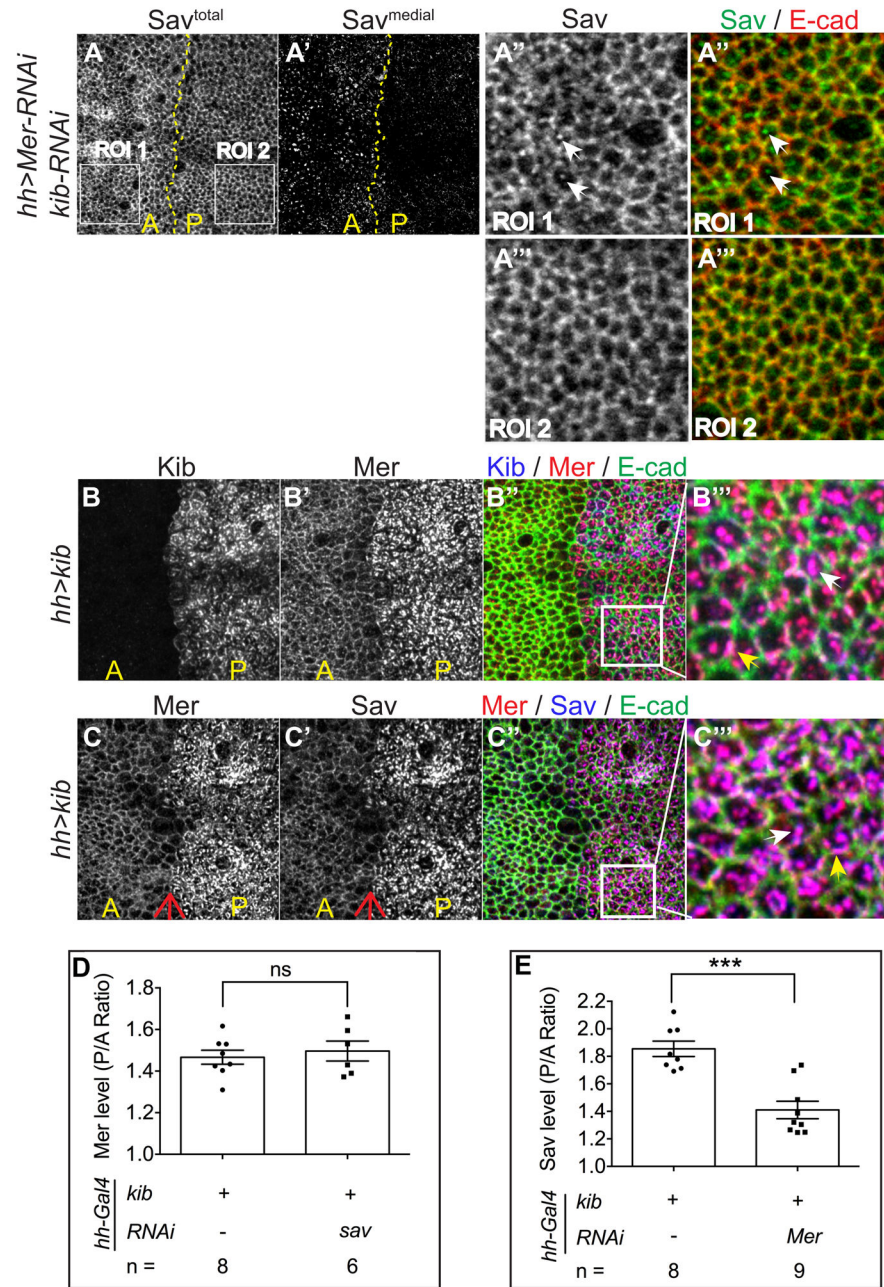 Sav^total Sav^medial Sav Sav / E-cad
hh>Mer-RNAi
kib-RNAi
A A' A'' A''
ROI 1 ROI 2
A P A P
ROI 1 ROI 1
A''' A'''
ROI 2 ROI 2
Kib Mer Kib / Mer / E-cad
hh>kib
B B' B'' B'''
A P A P
Mer Sav Mer / Sav / E-cad
hh>kib
C C' C'' C'''
A P A P
D
ns
Mer level (P/A Ratio)
1.8
1.6
1.4
1.2
1.0
hh-Gal4
kib + +
RNAi - sav
n = 8 6
E
***
Sav level (P/A Ratio)
2.2
2.0
1.8
1.6
1.4
1.2
1.0
hh-Gal4
kib + +
RNAi - Mer
n = 8 9